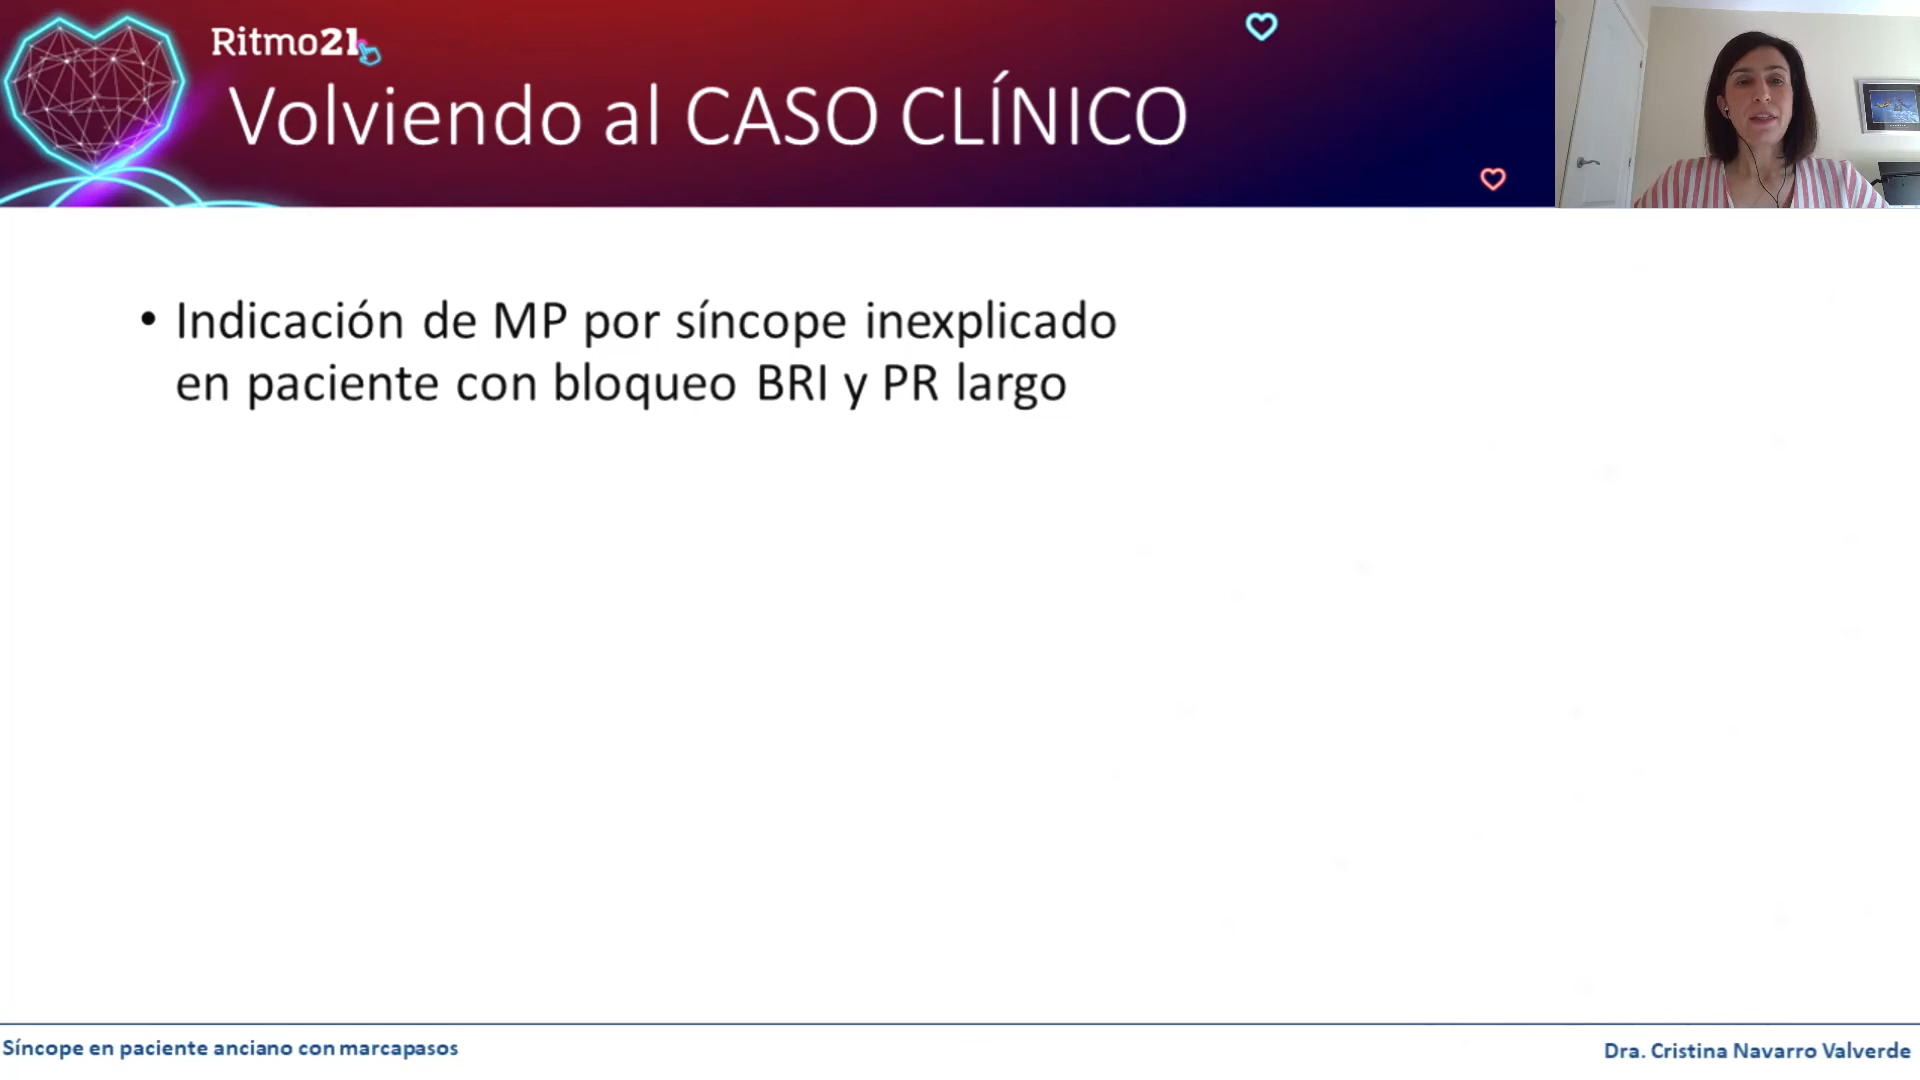 Ritmo21
Volviendo al CASO CLÍNICO
• Indicación de MP por síncope inexplicado
en paciente con bloqueo BRI y PR largo
Síncope en paciente anciano con marcapasos
Dra. Cristina Navarro Valverde